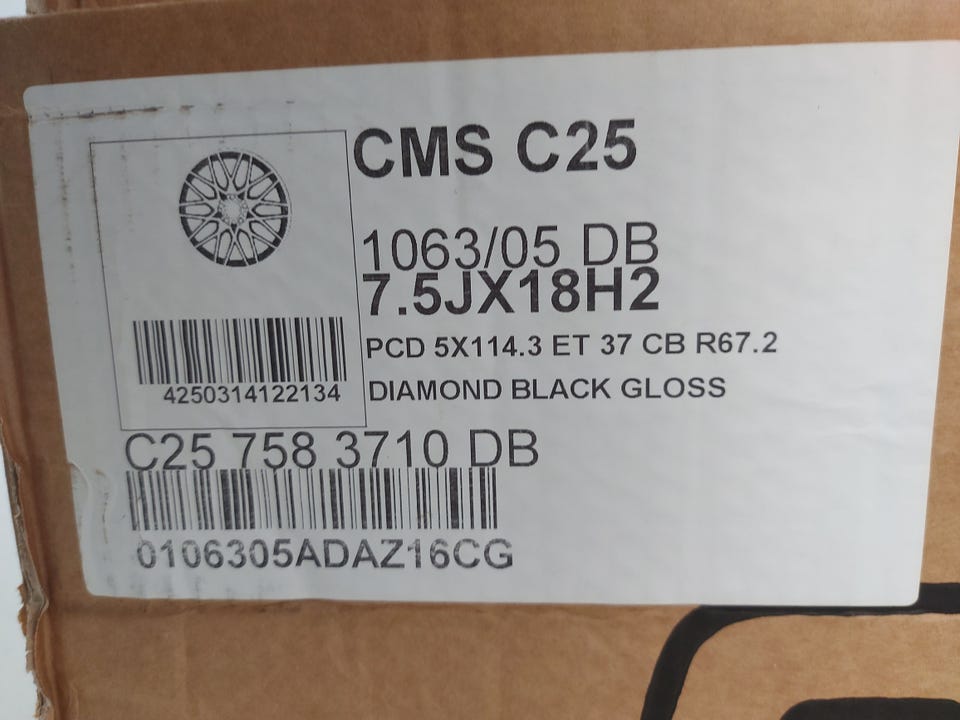 CMS C25
1063/05 DB
7.5JX18H2
PCD 5X114.3 ET 37 CB R67.2
4250314122134
DIAMOND BLACK GLOSS
C25 758 3710 DB
0106305ADAZ16CG